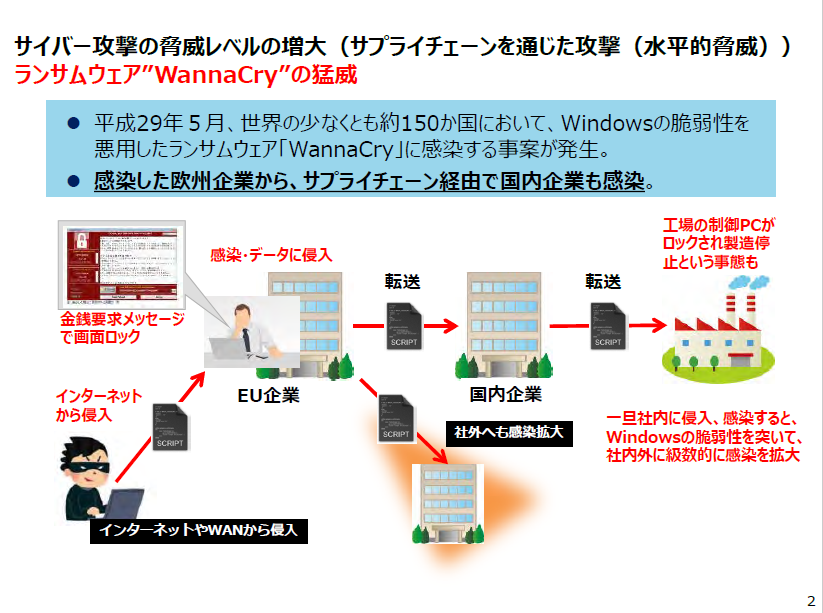 サイバー攻撃の脅威レベルの増大（サプライチェーンを通じた攻撃（水平的脅威））
ランサムウェア”WannaCry”の猛威
● 平成29年５月、世界の少なくとも約150か国において、Windowsの脆弱性を
悪用したランサムウェア「WannaCry」に感染する事案が発生。
● 感染した欧州企業から、サプライチェーン経由で国内企業も感染。
工場の制御PCが
ロックされ製造停
止という事態も
感染・データに侵入
転送
転送
SCRIPT
SCRIPT
金銭要求メッセージ
で画面ロック
EU企業
国内企業
インターネット
から侵入
SCRIPT
SCRIPT
社外へも感染拡大
一旦社内に侵入、感染すると、
Windowsの脆弱性を突いて、
社内外に級数的に感染を拡大
インターネットやWANから侵入
2